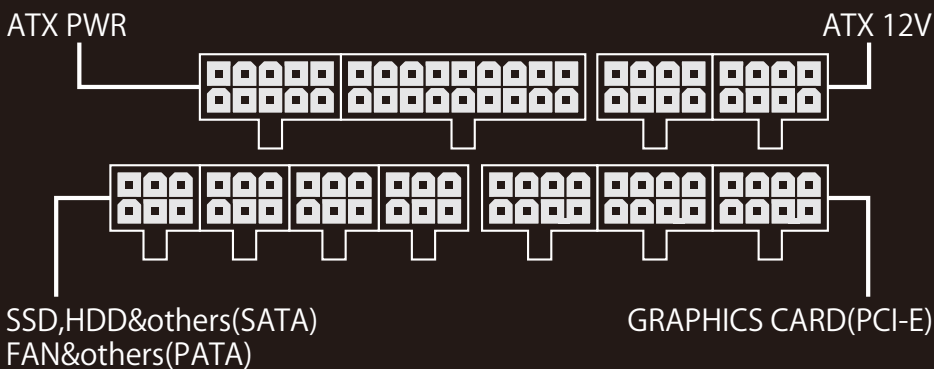 ATX PWR
ATX 12V
SSD,HDD&others(SATA)
FAN&others(PATA)
GRAPHICS CARD(PCI-E)